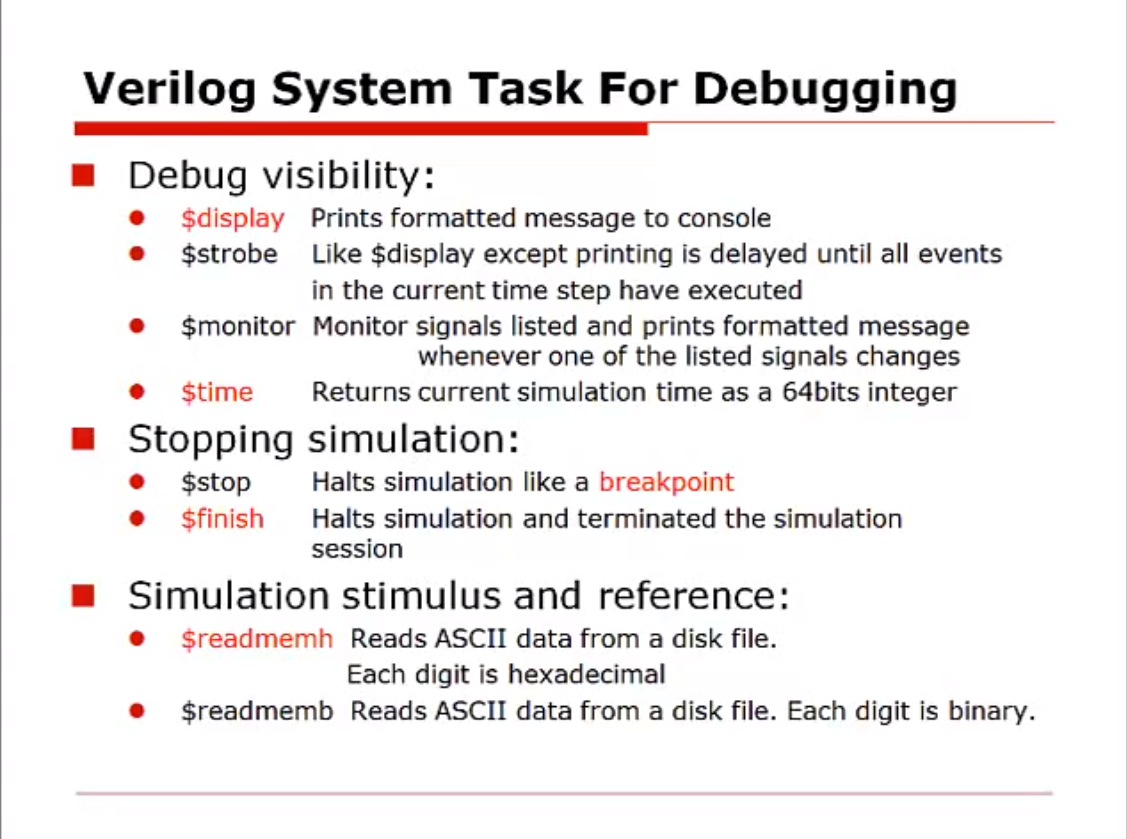 Verilog System Task For Debugging
Debug visibility:
$display Prints formatted message to console
$strobe Like $display except printing is delayed until all events
in the current time step have executed
$monitor Monitor signals listed and prints formatted message
whenever one of the listed signals changes
$time Returns current simulation time as a 64bits integer
Stopping simulation:
$stop Halts simulation like a breakpoint
$finish Halts simulation and terminated the simulation
session
Simulation stimulus and reference:
$readmemh Reads ASCII data from a disk file.
Each digit is hexadecimal
$readmemb Reads ASCII data from a disk file. Each digit is binary.